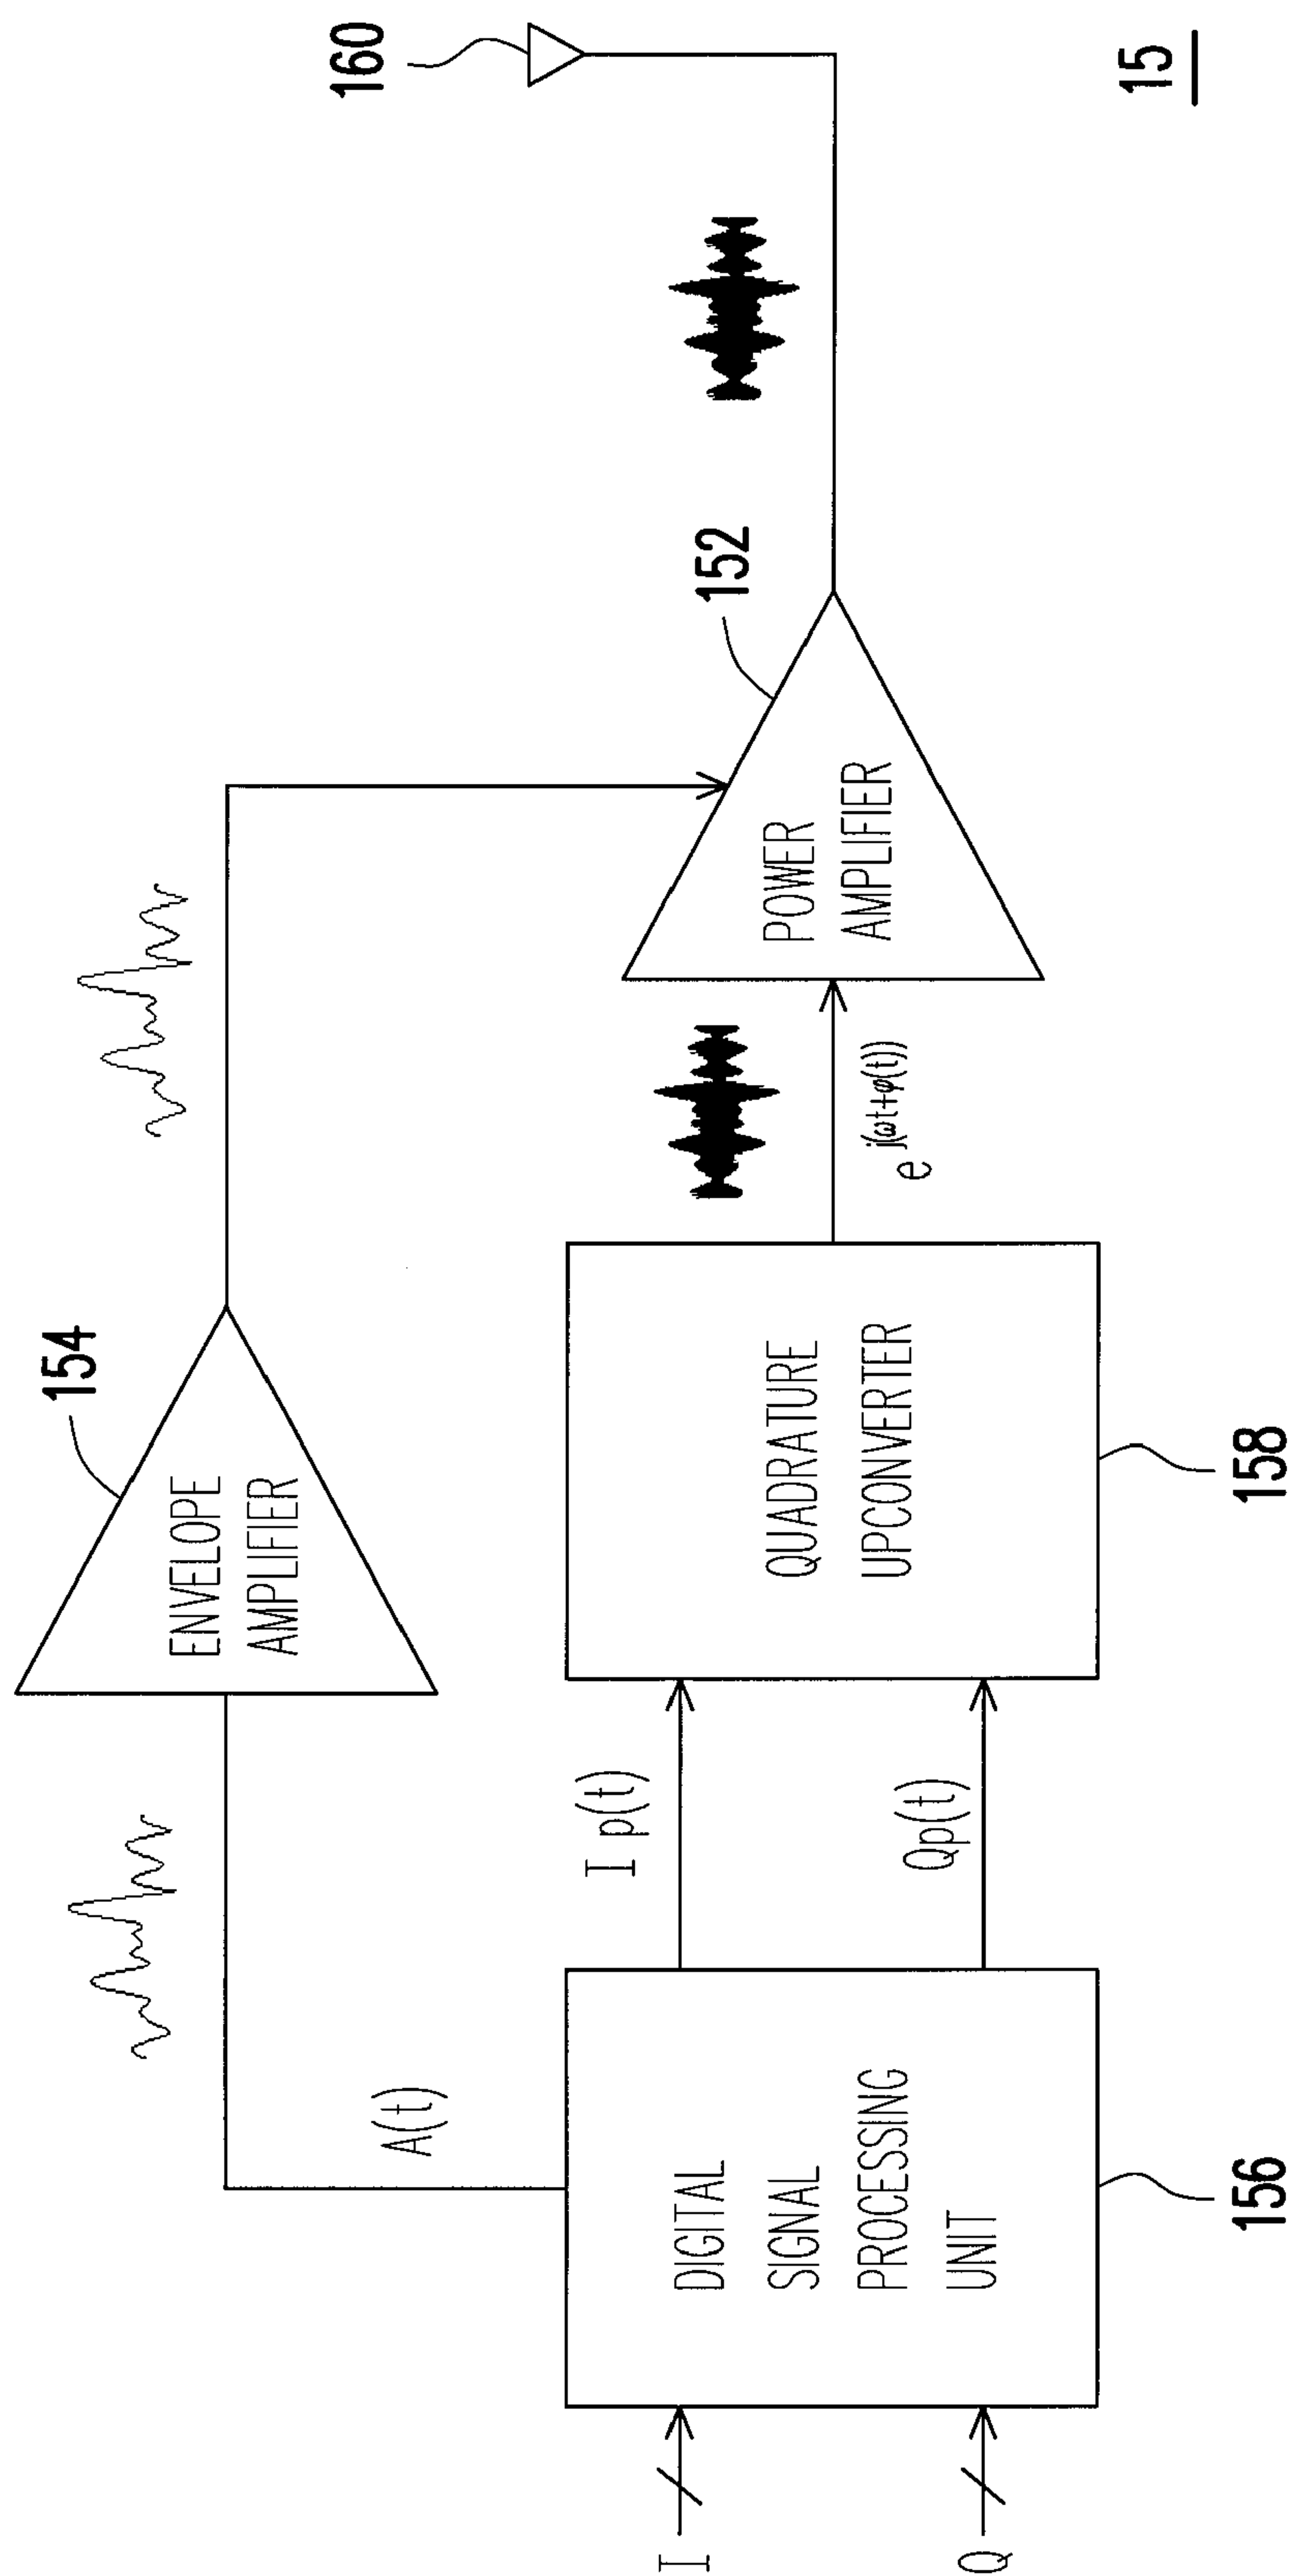 154
ENVELOPE
AMPLIFIER
A(t)
I
Q
DIGITAL
SIGNAL
PROCESSING
UNIT
156
I p(t)
Qp(t)
QUADRATURE
UPCONVERTER
158
e^j(ωt+φ(t))
POWER
AMPLIFIER
152
160
15